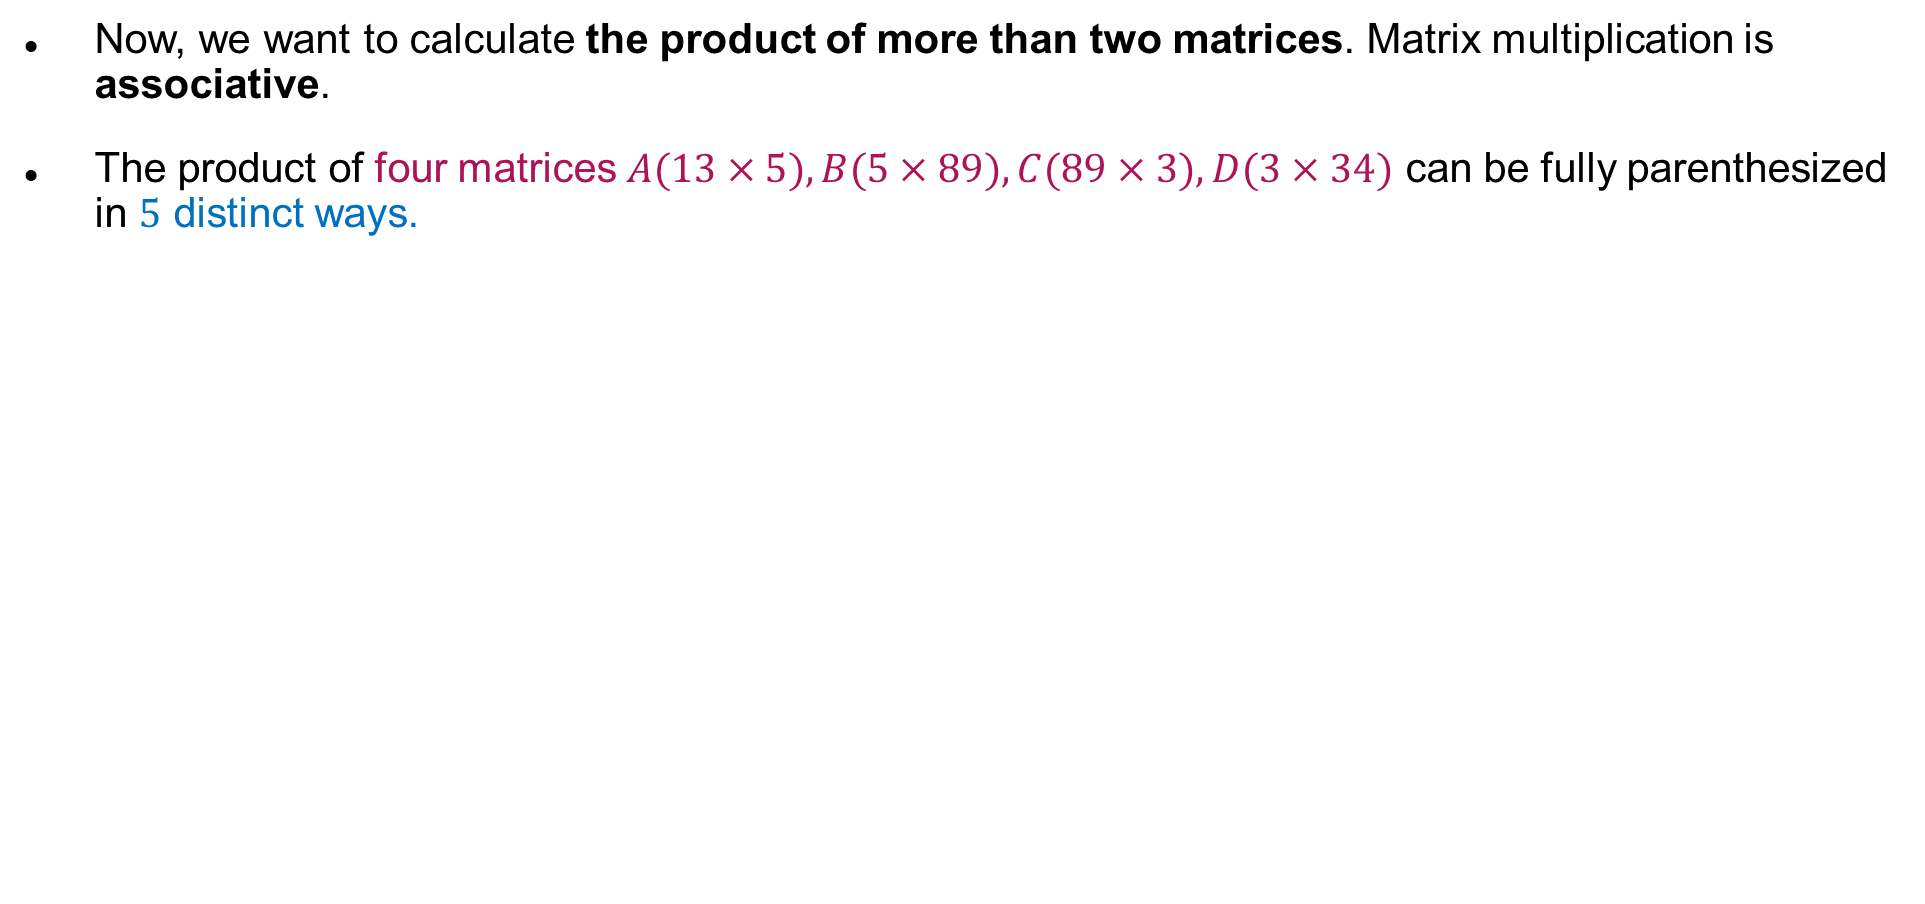 • Now, we want to calculate the product of more than two matrices. Matrix multiplication is
associative.
• The product of four matrices A(13 × 5), B(5 × 89), C(89 × 3), D(3 × 34) can be fully parenthesized
in 5 distinct ways.